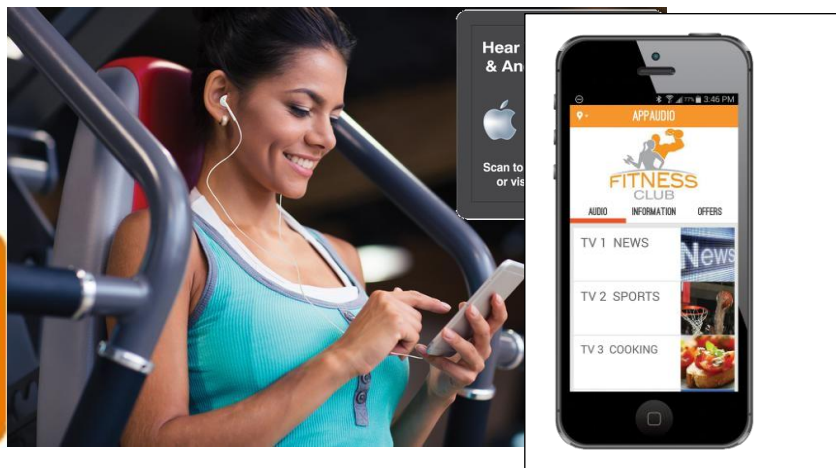 Hear
& An
Scan to
or vis
77% 3:46 PM
APPAUDIO
FITNESS
CLUB
AUDIO INFORMATION OFFERS
TV 1 NEWS
News
TV 2 SPORTS
TV 3 COOKING